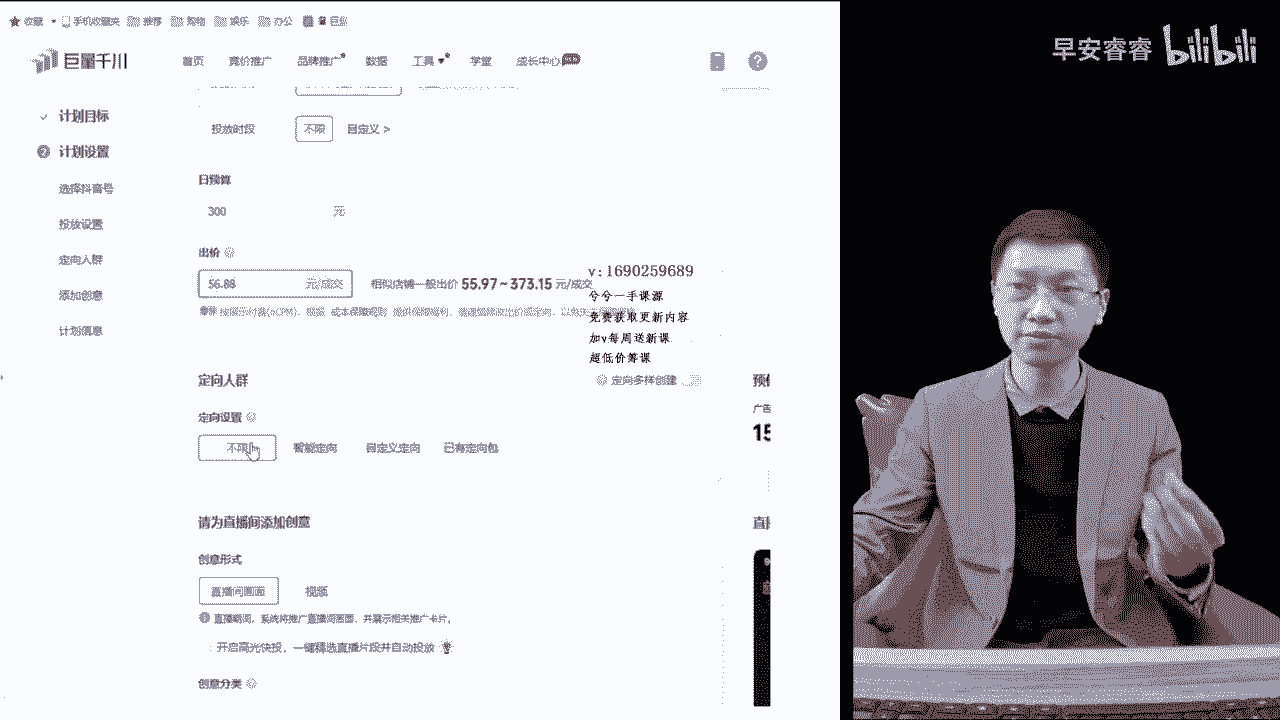 收藏 手机收藏夹 推荐 购物 娱乐 办公 巨量
早安睿睿 bilibili
巨量千川 首页 竞价推广 品牌推广 数据 工具 学堂 成长中心
计划目标
投放时段 不限 自定义 >
计划设置
日预算
选择抖音号
300 元
投放设置
出价
定向人群
v:1690259689
56.88 元/成交 相似店铺一般出价 55.97~373.15 元/成交
添加创意
兮兮一手课源
免费获取更新内容
计划信息
加v每周送新课
超低价筹课
定向人群 定向多样创建
广告
定向设置
15
不限 智能定向 自定义定向 已有定向包
请为直播间添加创意
创意形式
直播间画面 视频
直播期间，系统将推广直播间画面、并展示相关推广卡片。
开启高光快投，一键精选直播片段并自动投放
创意分类